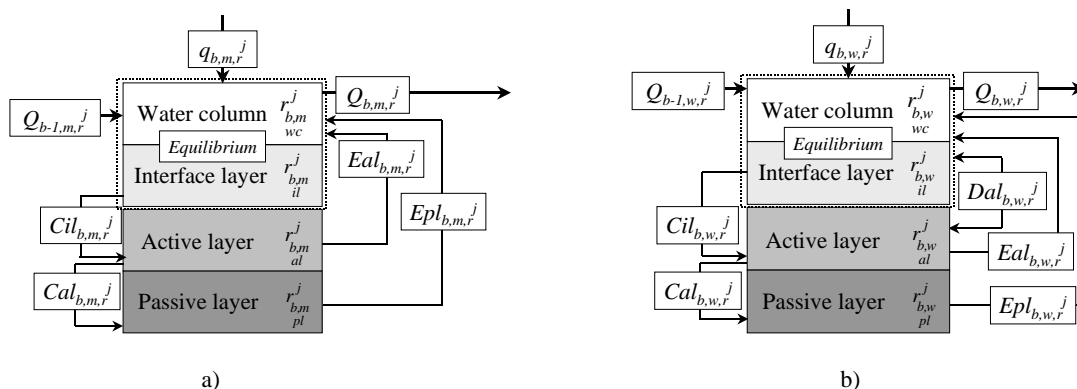 q_{b,m,r}^j
Q_{b-1,m,r}^j
Q_{b,m,r}^j
Water column r_{b,m wc}^j
Equilibrium
Interface layer r_{b,m il}^j
Eal_{b,m,r}^j
Epl_{b,m,r}^j
Cil_{b,m,r}^j
Active layer r_{b,m al}^j
Cal_{b,m,r}^j
Passive layer r_{b,m pl}^j
a)
q_{b,w,r}^j
Q_{b-1,w,r}^j
Q_{b,w,r}^j
Water column r_{b,w wc}^j
Equilibrium
Interface layer r_{b,w il}^j
Dal_{b,w,r}^j
Cil_{b,w,r}^j
Active layer r_{b,w al}^j
Eal_{b,w,r}^j
Cal_{b,w,r}^j
Passive layer r_{b,w pl}^j
Epl_{b,w,r}^j
b)